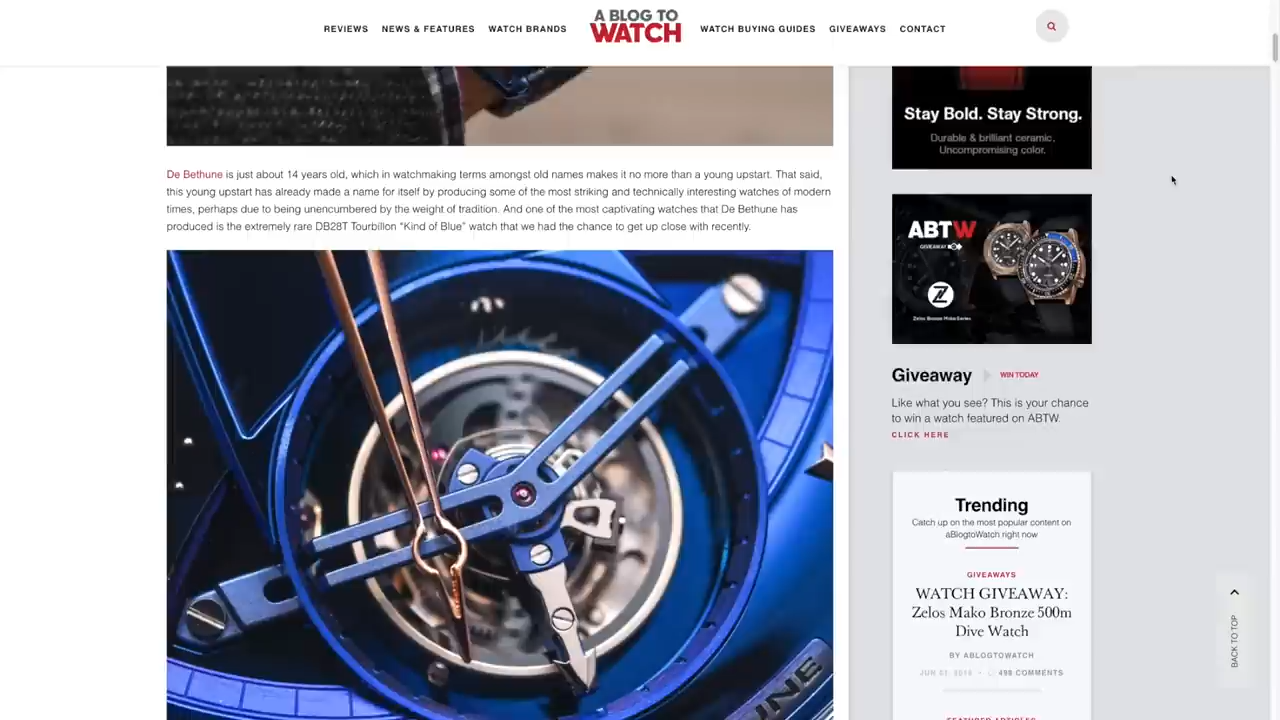 REVIEWS NEWS & FEATURES WATCH BRANDS A BLOG TO WATCH WATCH BUYING GUIDES GIVEAWAYS CONTACT
De Bethune is just about 14 years old, which in watchmaking terms amongst old names makes it no more than a young upstart. That said,
this young upstart has already made a name for itself by producing some of the most striking and technically interesting watches of modern
times, perhaps due to being unencumbered by the weight of tradition. And one of the most captivating watches that De Bethune has
produced is the extremely rare DB28T Tourbillon “Kind of Blue” watch that we had the chance to get up close with recently.
Stay Bold. Stay Strong.
Durable & brilliant ceramic.
Uncompromising color.
ABTW
GIVEAWAY
Zelos Bronze Mako Series
Giveaway WIN TODAY
Like what you see? This is your chance
to win a watch featured on ABTW.
CLICK HERE
Trending
Catch up on the most popular content on
aBlogtoWatch right now
GIVEAWAYS
WATCH GIVEAWAY:
Zelos Mako Bronze 500m
Dive Watch
BY ABLOGTOWATCH
498 COMMENTS
FEATURED ARTICLES
BACK TO TOP